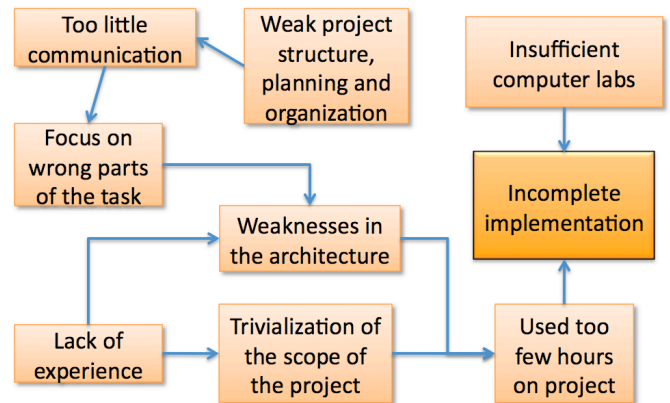 Too little
communication
Weak project
structure,
planning and
organization
Insufficient
computer labs
Focus on
wrong parts
of the task
Incomplete
implementation
Weaknesses in
the architecture
Lack of
experience
Trivialization of
the scope of
the project
Used too
few hours
on project